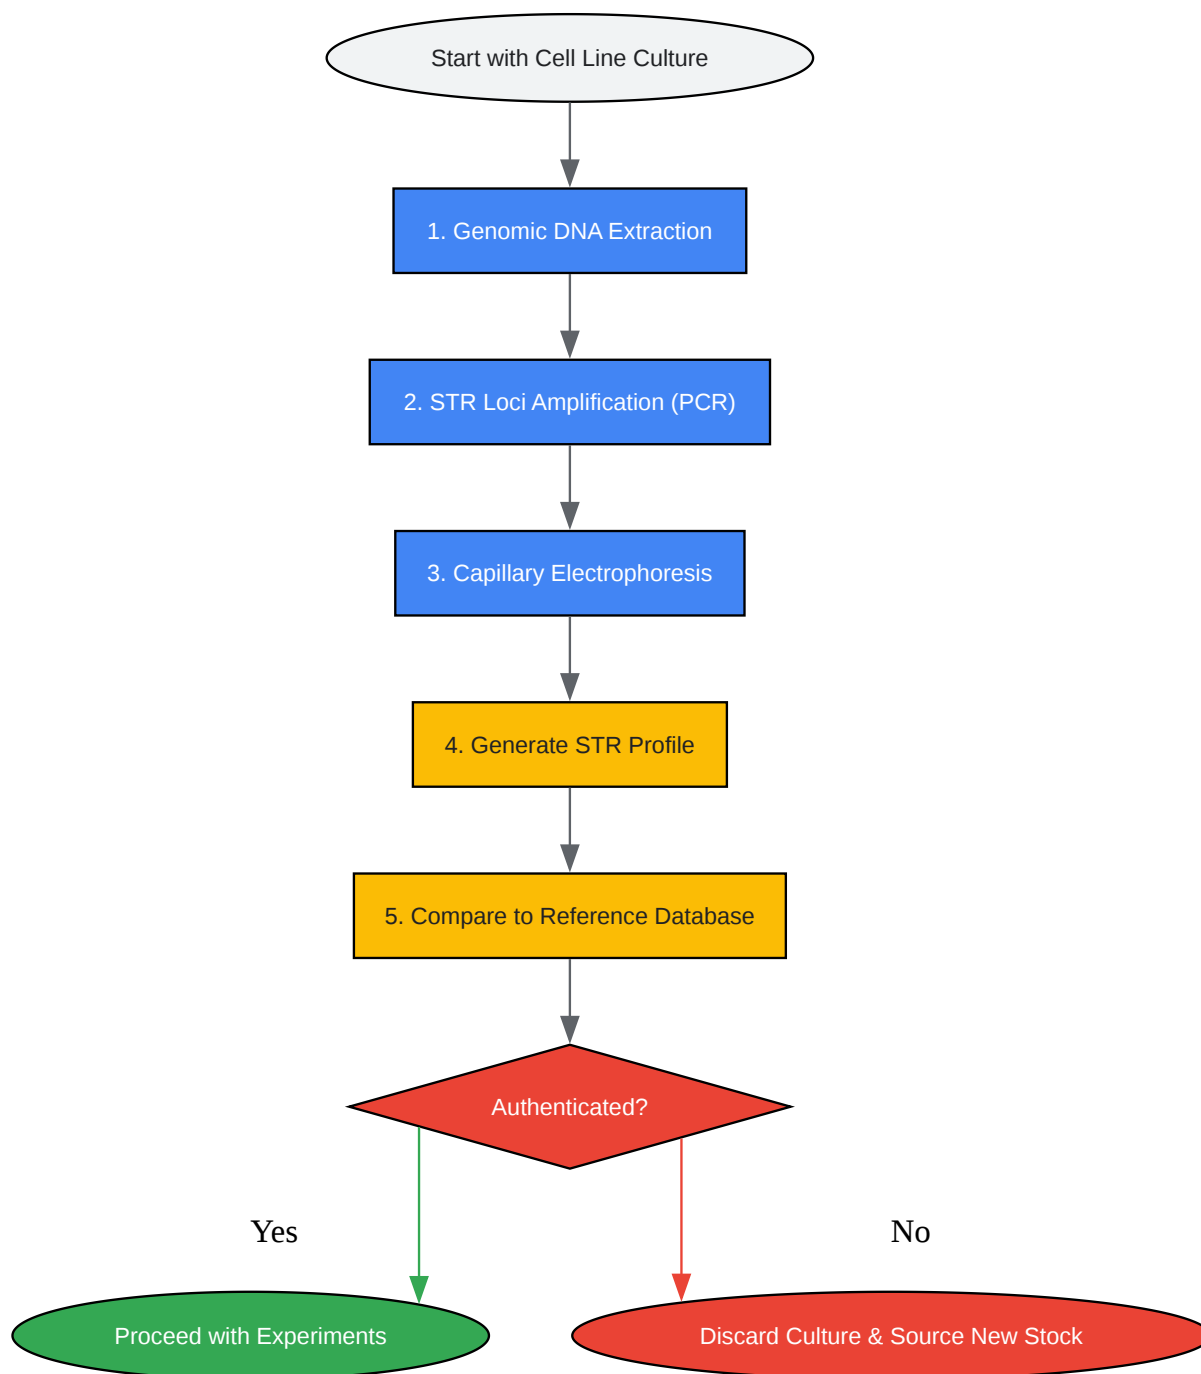 Start with Cell Line Culture
1. Genomic DNA Extraction
2. STR Loci Amplification (PCR)
3. Capillary Electrophoresis
4. Generate STR Profile
5. Compare to Reference Database
Authenticated?
Yes
No
Proceed with Experiments
Discard Culture & Source New Stock